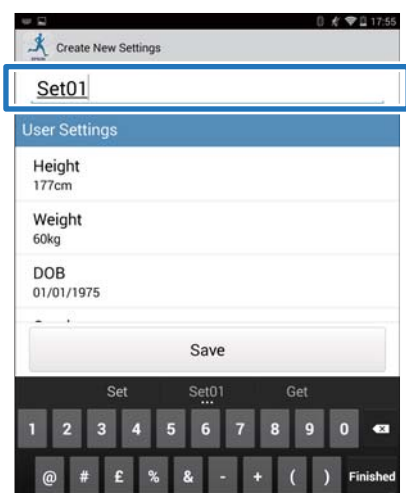 17:55
EPSON
Create New Settings
Set01
User Settings
Height
177cm
Weight
60kg
DOB
01/01/1975
Save
Set Set01 Get
1 2 3 4 5 6 7 8 9 0
@ # £ % & - + ( ) Finished